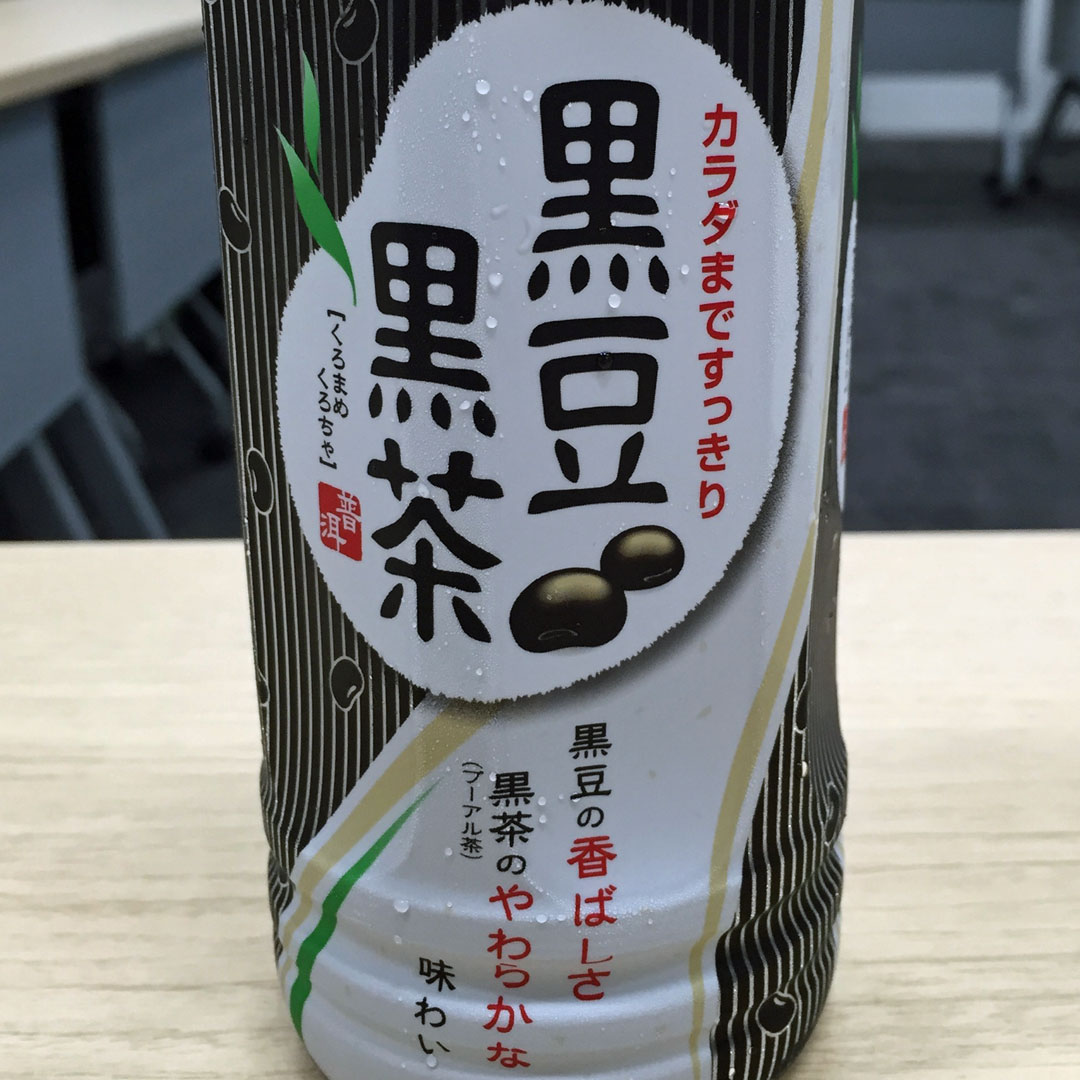 カラダまですっきり
黒豆
黒茶
【くろまめ
くろちゃ】
普洱
黒豆の香ばしさ
黒茶のやわらかな
(プーアル茶)
味わい